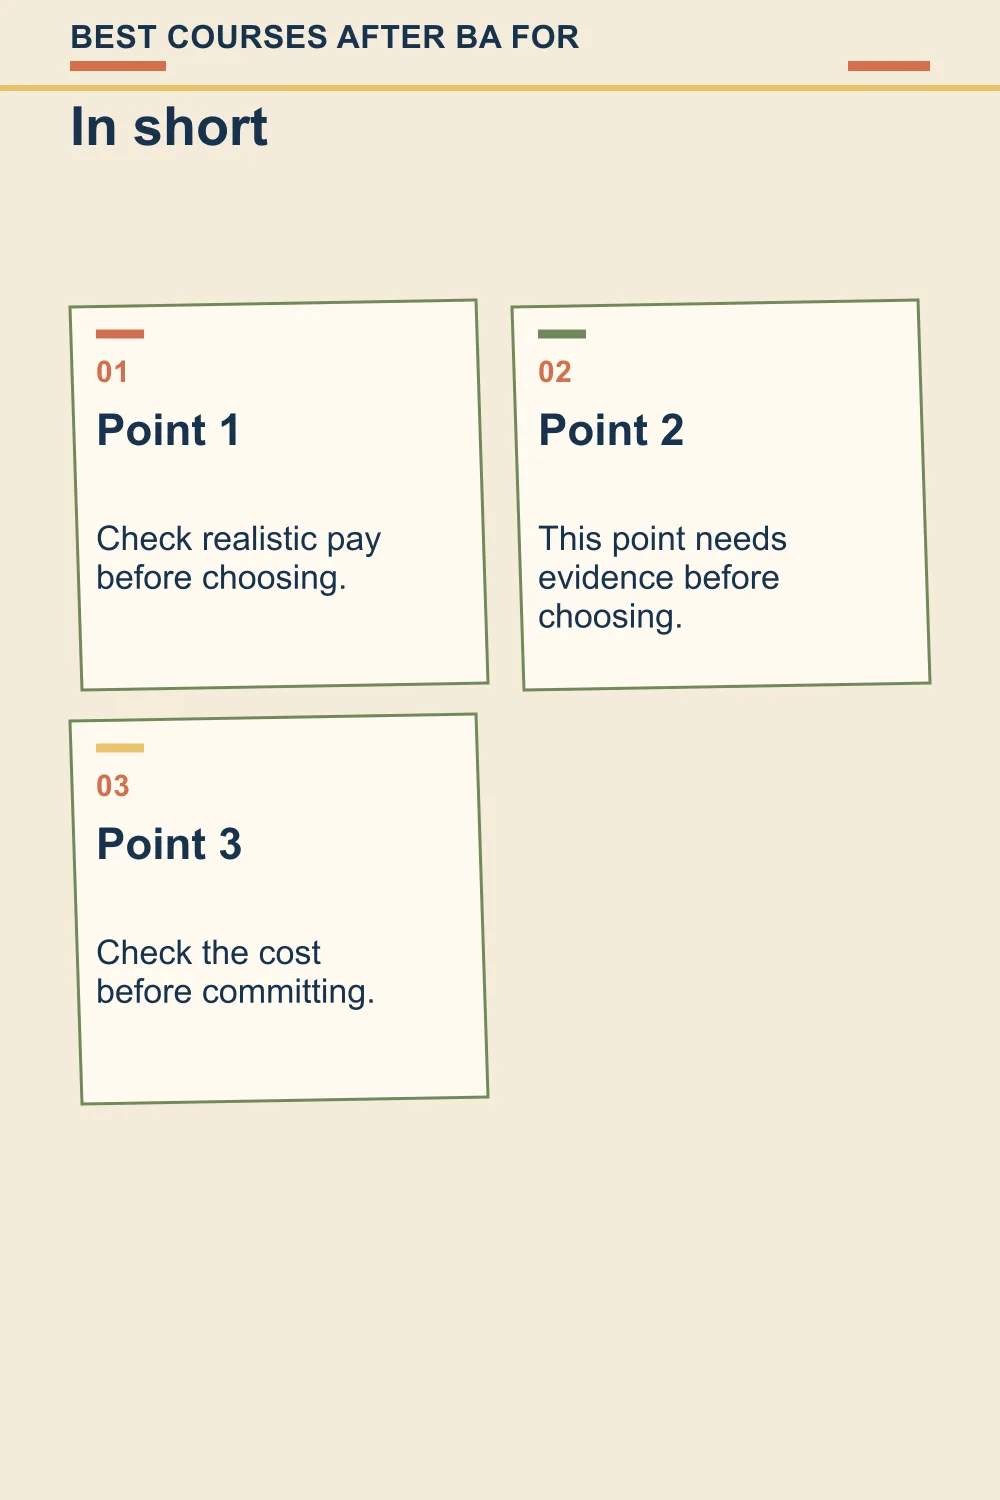 BEST COURSES AFTER BA FOR
In short
01
Point 1
Check realistic pay
before choosing.
02
Point 2
This point needs
evidence before
choosing.
03
Point 3
Check the cost
before committing.